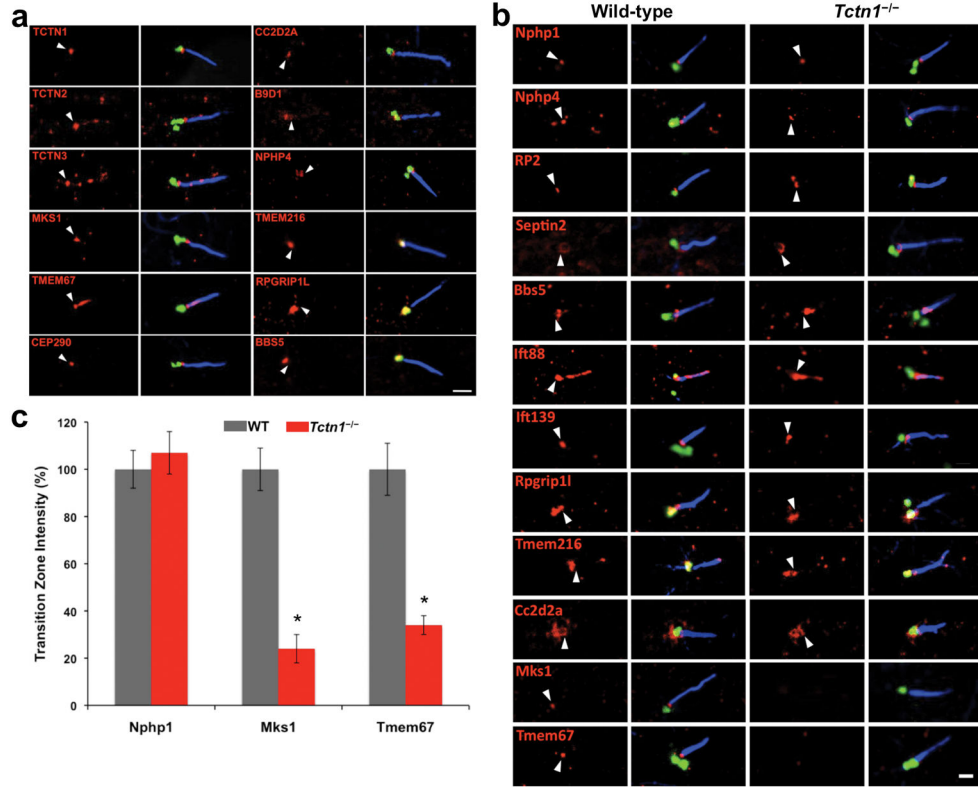 a
TCTN1
CC2D2A
TCTN2
B9D1
TCTN3
NPHP4
MKS1
TMEM216
TMEM67
RPGRIP1L
CEP290
BBS5
b
Wild-type
Tctn1–/–
Nphp1
Nphp4
RP2
Septin2
Bbs5
Ift88
Ift139
Rpgrip1l
Tmem216
Cc2d2a
Mks1
Tmem67
c
WT
Tctn1–/–
Transition Zone Intensity (%)
120
100
80
60
40
20
0
*
*
Nphp1
Mks1
Tmem67